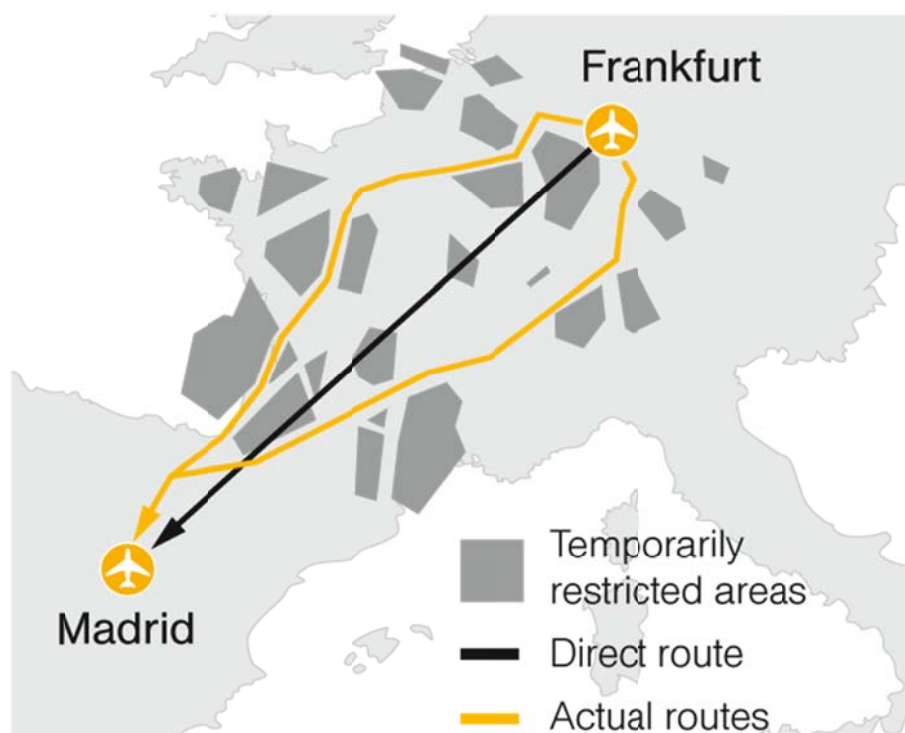 Frankfurt
Madrid
Temporarily
restricted areas
Direct route
Actual routes